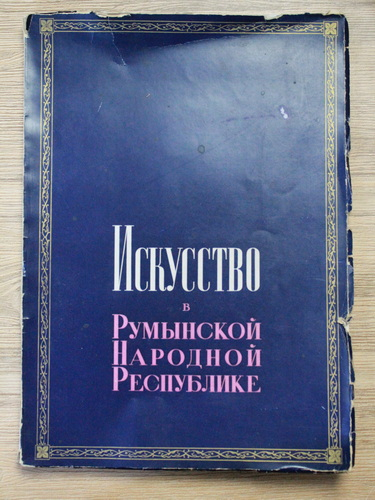 Искусство
в
Румынской
Народной
Республике